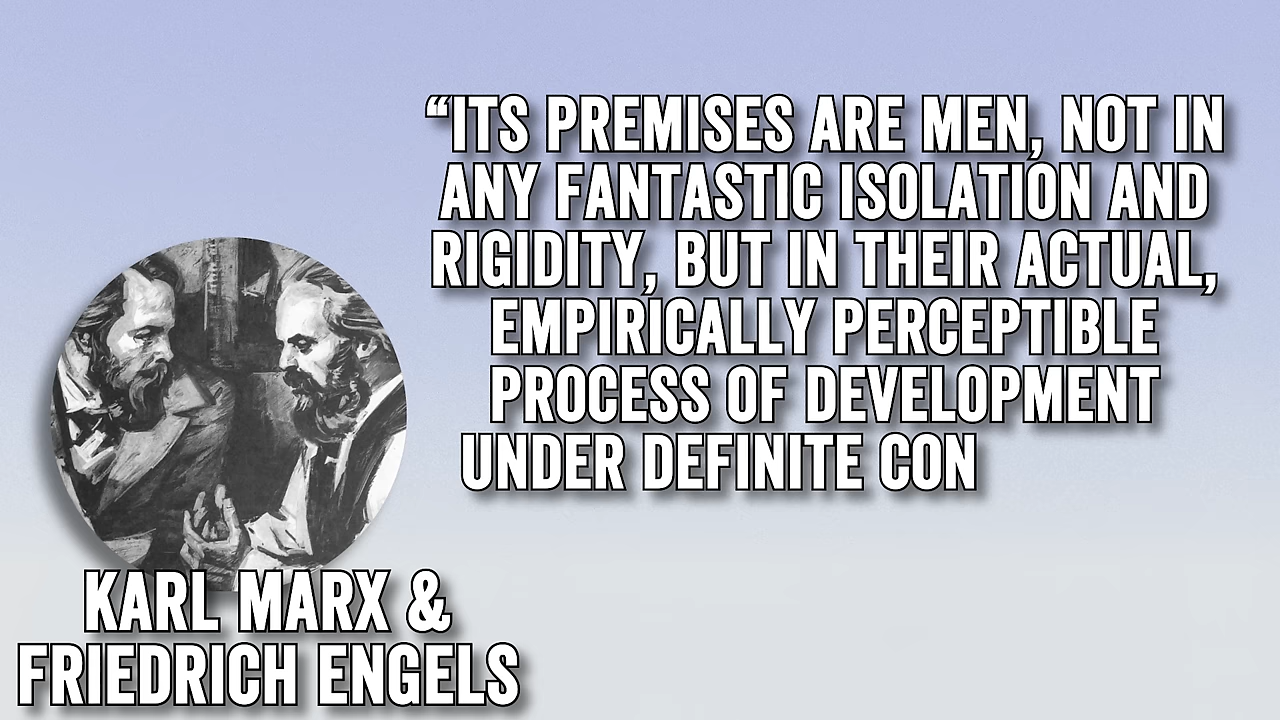 “ITS PREMISES ARE MEN, NOT IN
ANY FANTASTIC ISOLATION AND
RIGIDITY, BUT IN THEIR ACTUAL,
EMPIRICALLY PERCEPTIBLE
PROCESS OF DEVELOPMENT
UNDER DEFINITE CON
KARL MARX &
FRIEDRICH ENGELS